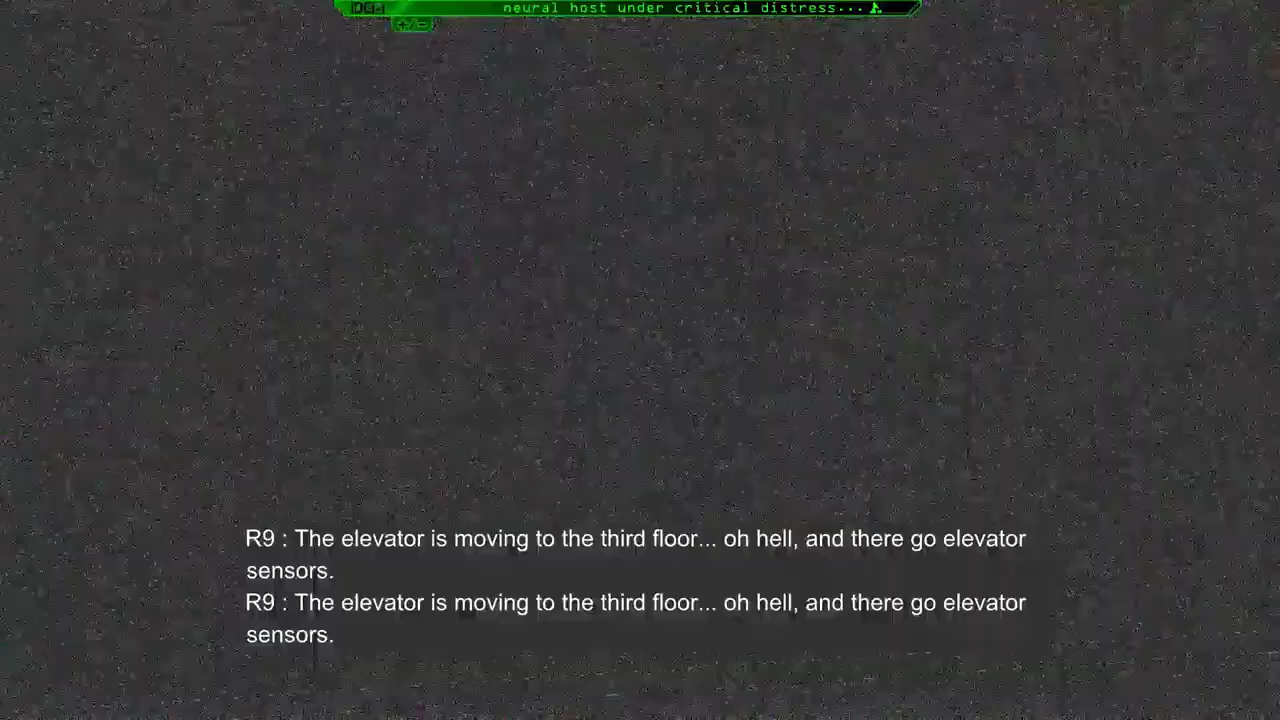 neural host under critical distress...
+/-
R9 : The elevator is moving to the third floor... oh hell, and there go elevator
sensors.
R9 : The elevator is moving to the third floor... oh hell, and there go elevator
sensors.